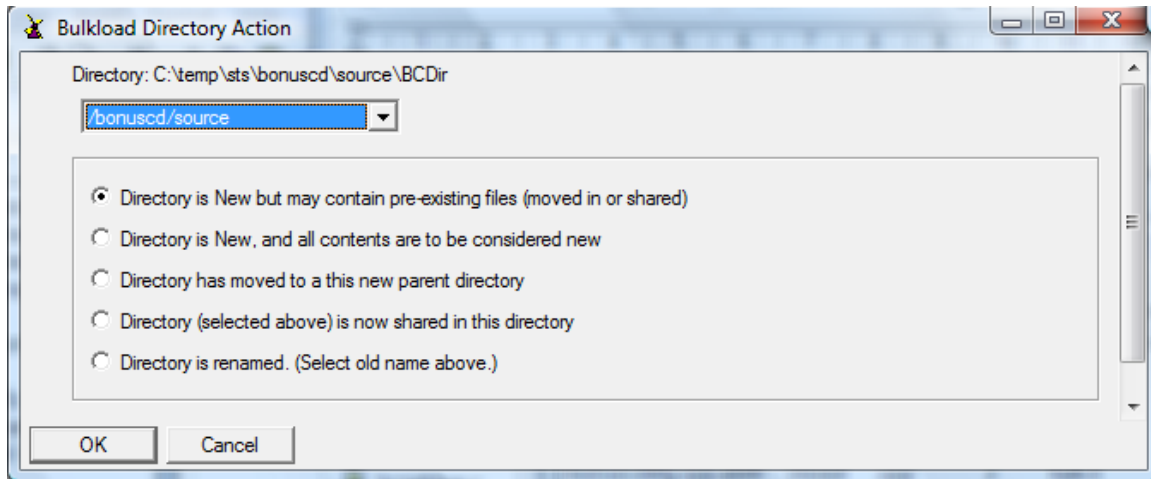 Bulkload Directory Action
Directory: C:\temp\sts\bonuscd\source\BCDir
/bonuscd/source
Directory is New but may contain pre-existing files (moved in or shared)
Directory is New, and all contents are to be considered new
Directory has moved to a this new parent directory
Directory (selected above) is now shared in this directory
Directory is renamed. (Select old name above.)
OK Cancel